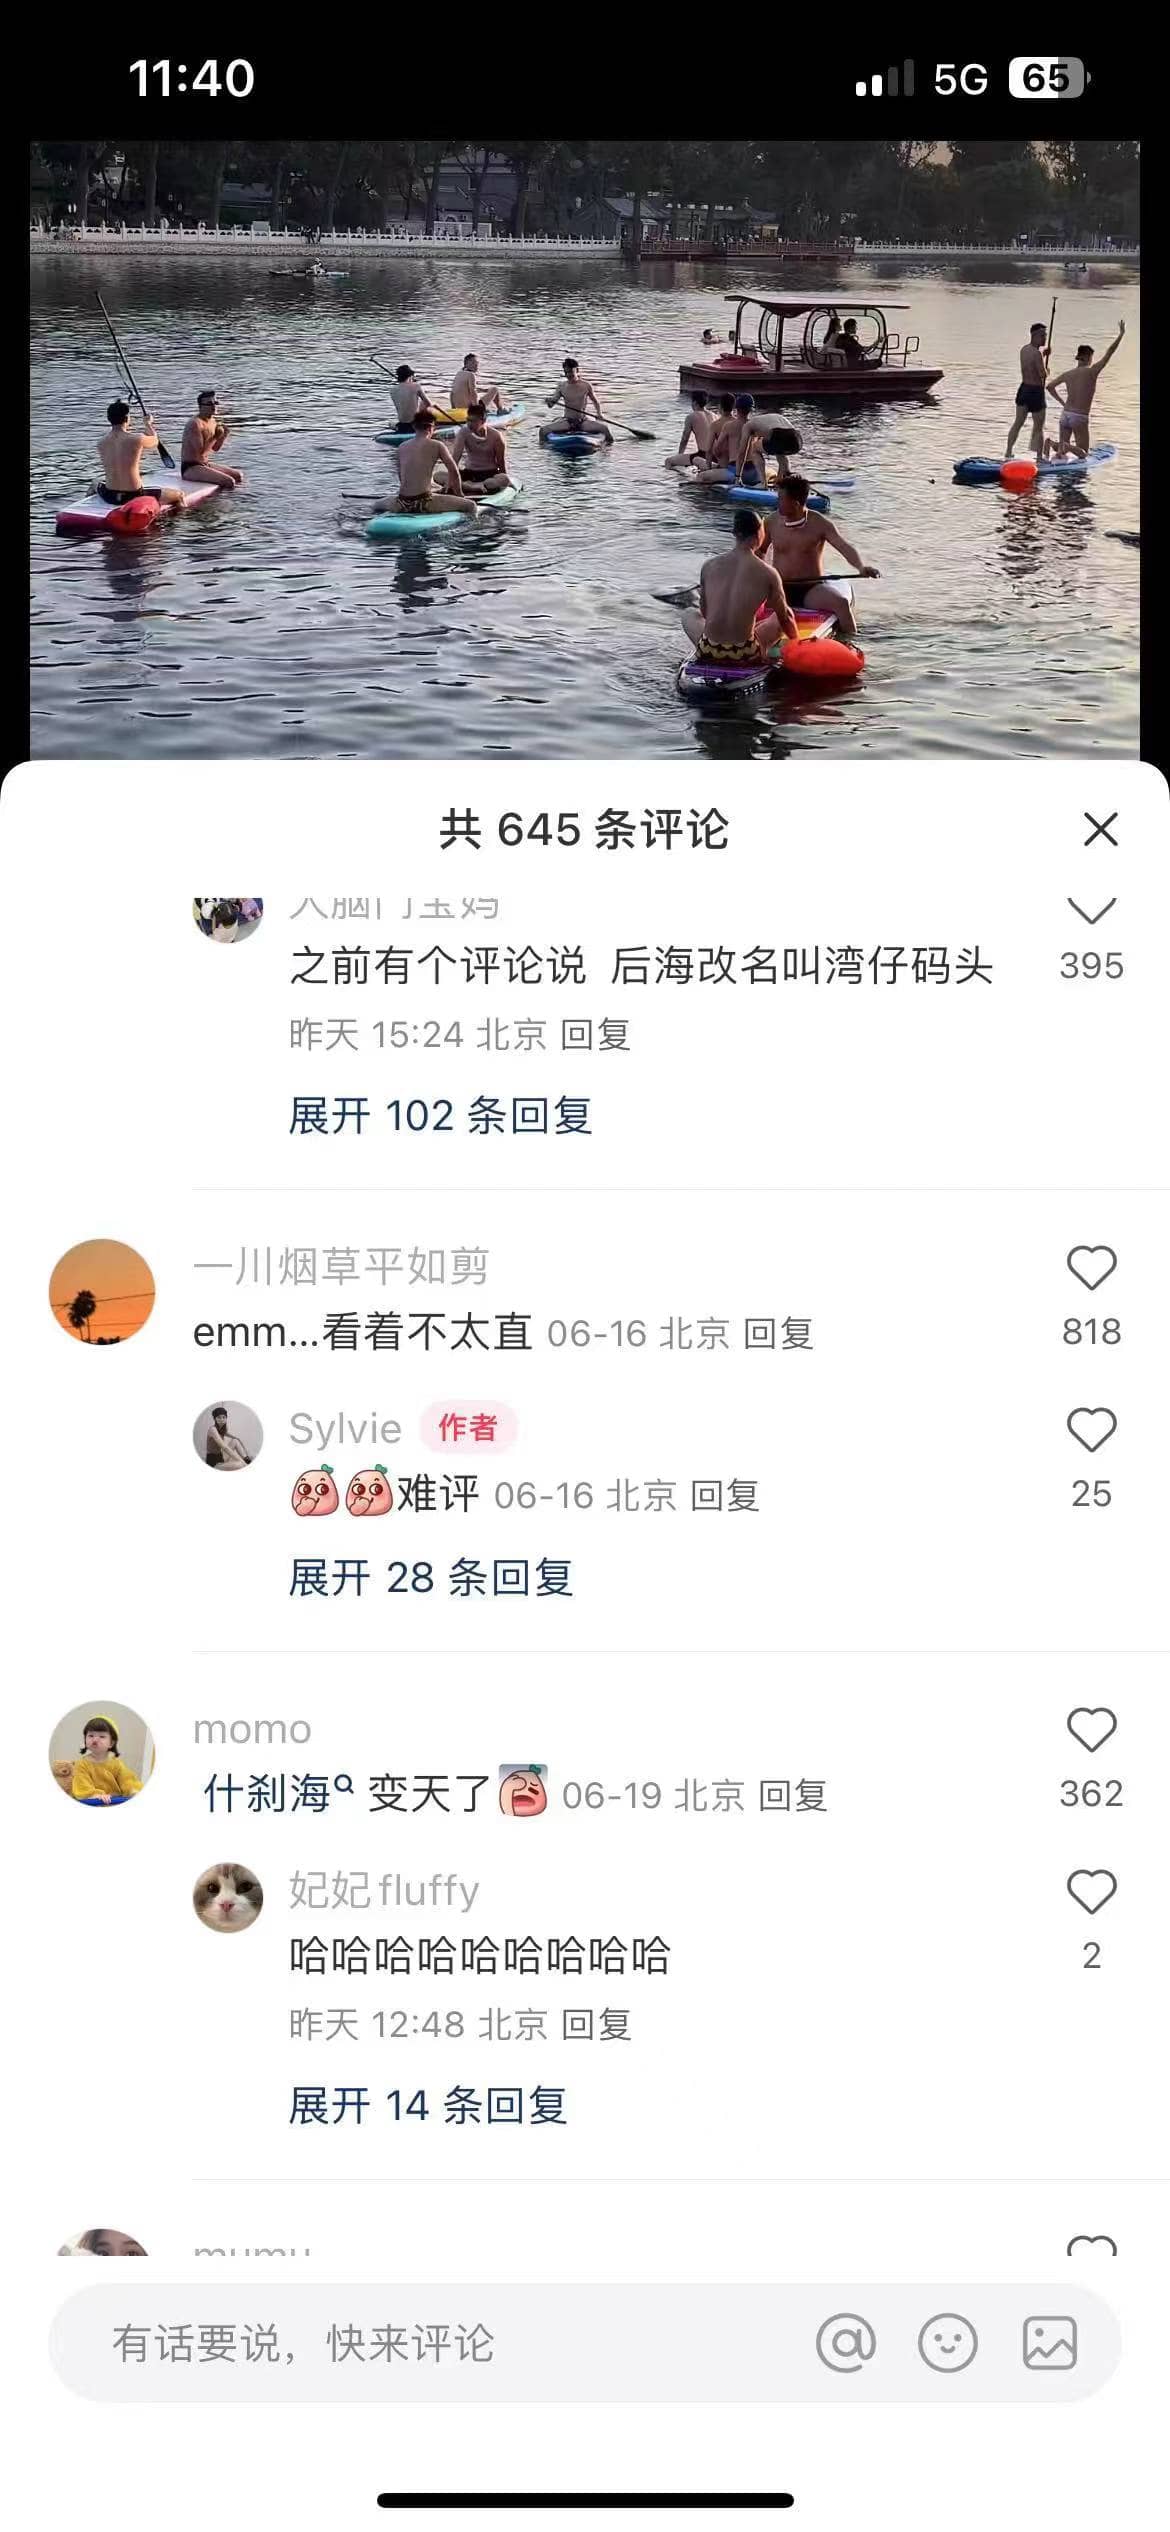 11:40
5G 65
共 645 条评论
之前有个评论说 后海改名叫湾仔码头
395
昨天 15:24 北京 回复
展开 102 条回复
一川烟草平如剪
emm...看着不太直 06-16 北京 回复
818
Sylvie 作者
难评 06-16 北京 回复
25
展开 28 条回复
momo
什刹海 变天了 06-19 北京 回复
362
妃妃fluffy
哈哈哈哈哈哈哈哈哈
2
昨天 12:48 北京 回复
展开 14 条回复
有话要说，快来评论